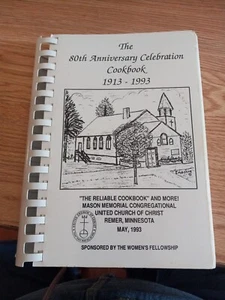 The
80th Anniversary Celebration
Cookbook
1913 - 1993
"THE RELIABLE COOKBOOK" AND MORE!
MASON MEMORIAL CONGREGATIONAL
UNITED CHURCH OF CHRIST
REMER, MINNESOTA
MAY, 1993
SPONSORED BY THE WOMEN'S FELLOWSHIP